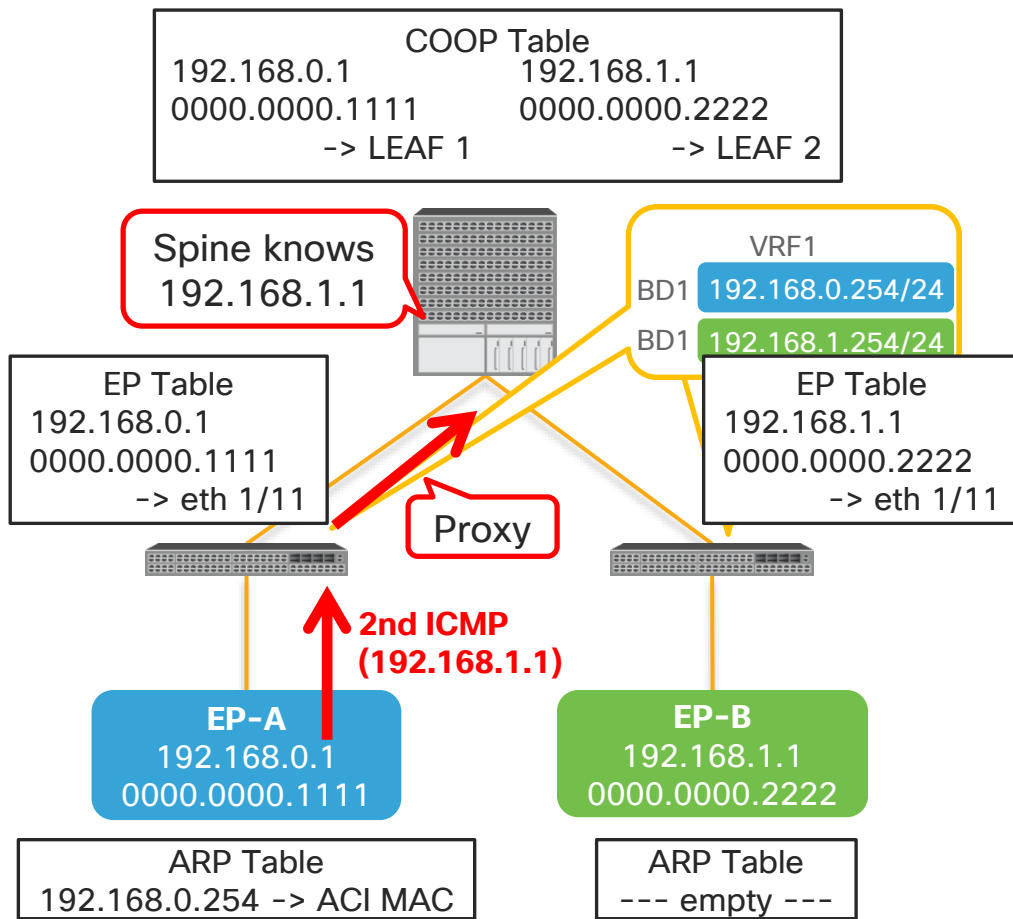 COOP Table
192.168.0.1 192.168.1.1
0000.0000.1111 0000.0000.2222
-> LEAF 1 -> LEAF 2
Spine knows
192.168.1.1
VRF1
BD1 192.168.0.254/24
BD1 192.168.1.254/24
EP Table
192.168.0.1
0000.0000.1111
-> eth 1/11
EP Table
192.168.1.1
0000.0000.2222
-> eth 1/11
Proxy
2nd ICMP
(192.168.1.1)
EP-A
192.168.0.1
0000.0000.1111
EP-B
192.168.1.1
0000.0000.2222
ARP Table
192.168.0.254 -> ACI MAC
ARP Table
--- empty ---